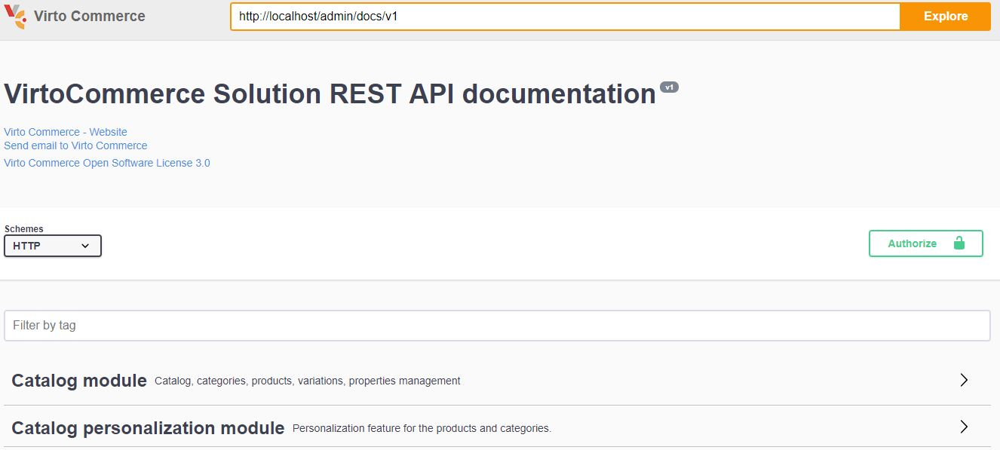 Virto Commerce
http://localhost/admin/docs/v1
Explore
VirtoCommerce Solution REST API documentation v1
Virto Commerce - Website
Send email to Virto Commerce
Virto Commerce Open Software License 3.0
Schemes
HTTP
Authorize
Filter by tag
Catalog module Catalog, categories, products, variations, properties management
Catalog personalization module Personalization feature for the products and categories.